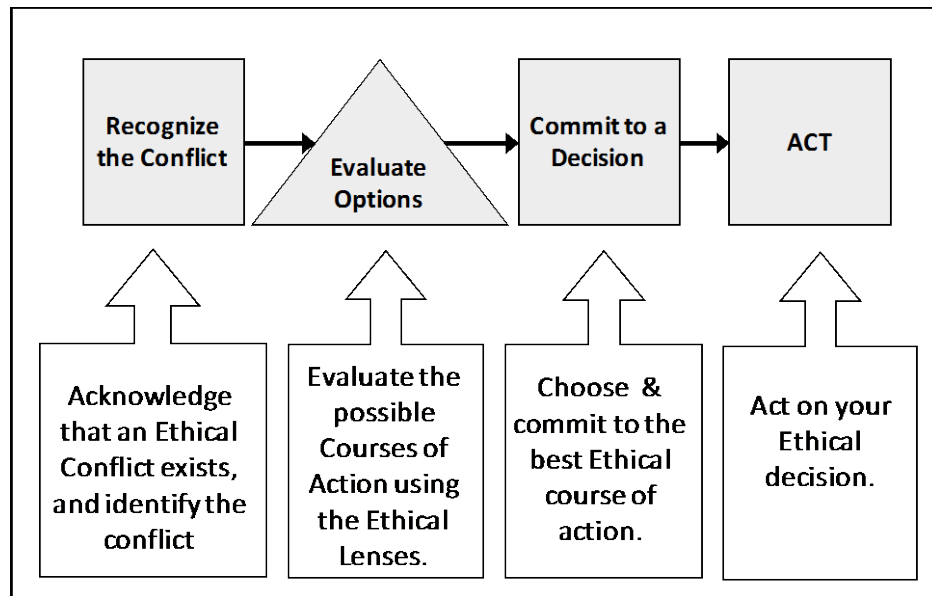 Recognize
the Conflict
Evaluate
Options
Commit to a
Decision
ACT
Acknowledge
that an Ethical
Conflict exists,
and identify the
conflict
Evaluate the
possible
Courses of
Action using
the Ethical
Lenses.
Choose & 
commit to the
best Ethical
course of
action.
Act on your
Ethical
decision.